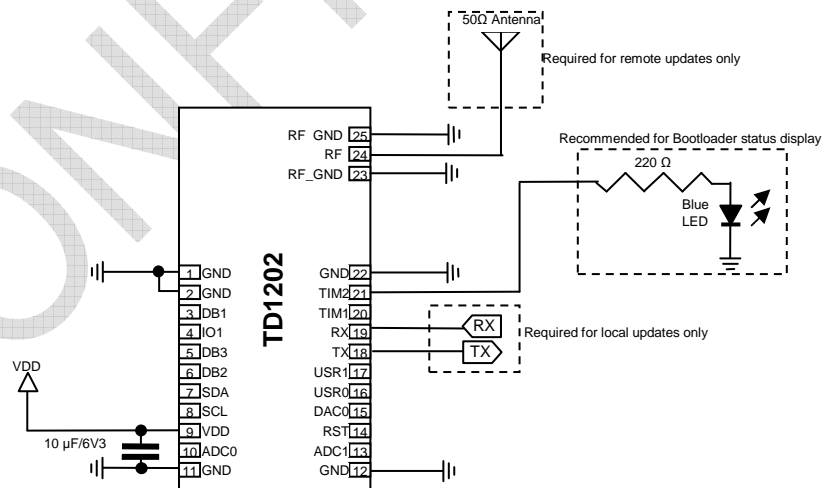 50Ω Antenna
Required for remote updates only
Recommended for Bootloader status display
220 Ω
Blue
LED
RF GND 25
RF 24
RF_GND 23
TD1202
1 GND
2 GND
3 DB1
4 IO1
5 DB3
6 DB2
7 SDA
8 SCL
9 VDD
10 ADC0
11 GND
GND 22
TIM2 21
TIM1 20
RX 19
TX 18
USR1 17
USR0 16
DAC0 15
RST 14
ADC1 13
GND 12
RX
TX
Required for local updates only
VDD
10 µF/6V3